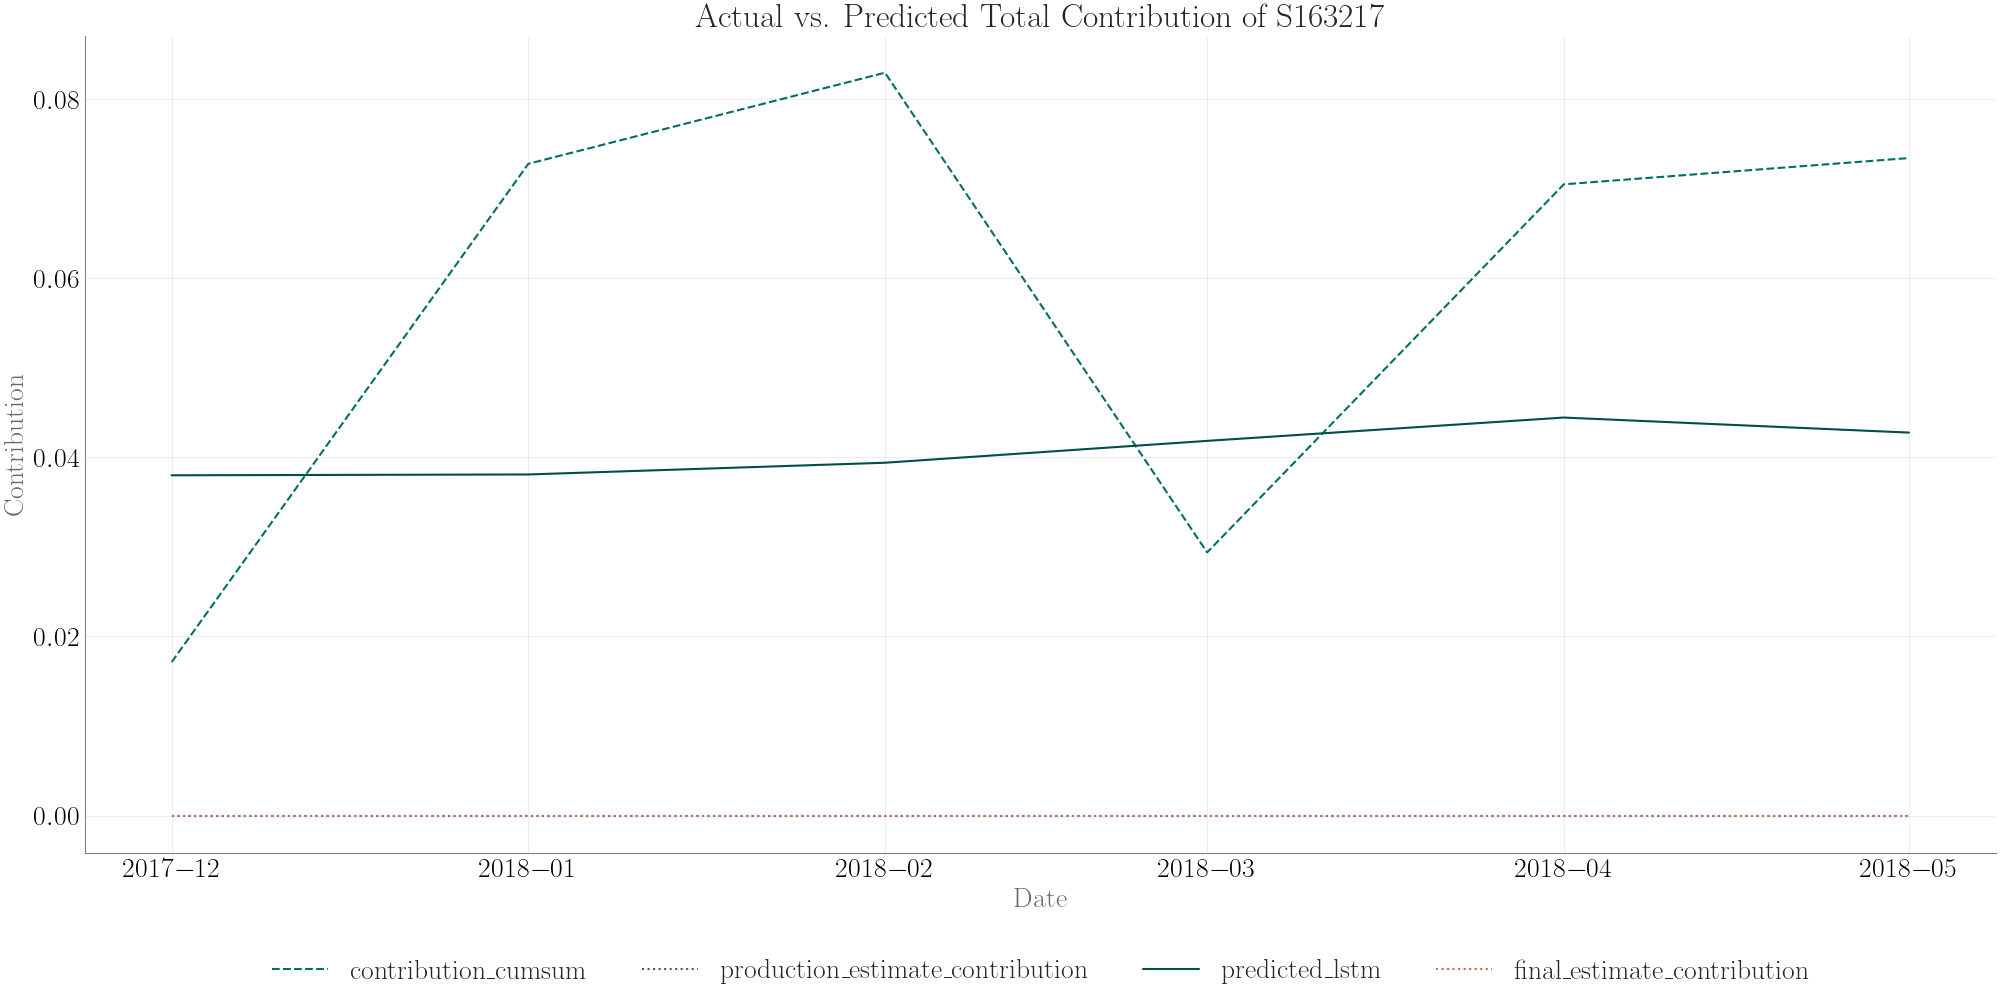 Actual vs. Predicted Total Contribution of S163217
Contribution
0.08
0.06
0.04
0.02
0.00
2017−12 2018−01 2018−02 2018−03 2018−04 2018−05
Date
contribution_cumsum production_estimate_contribution predicted_lstm final_estimate_contribution